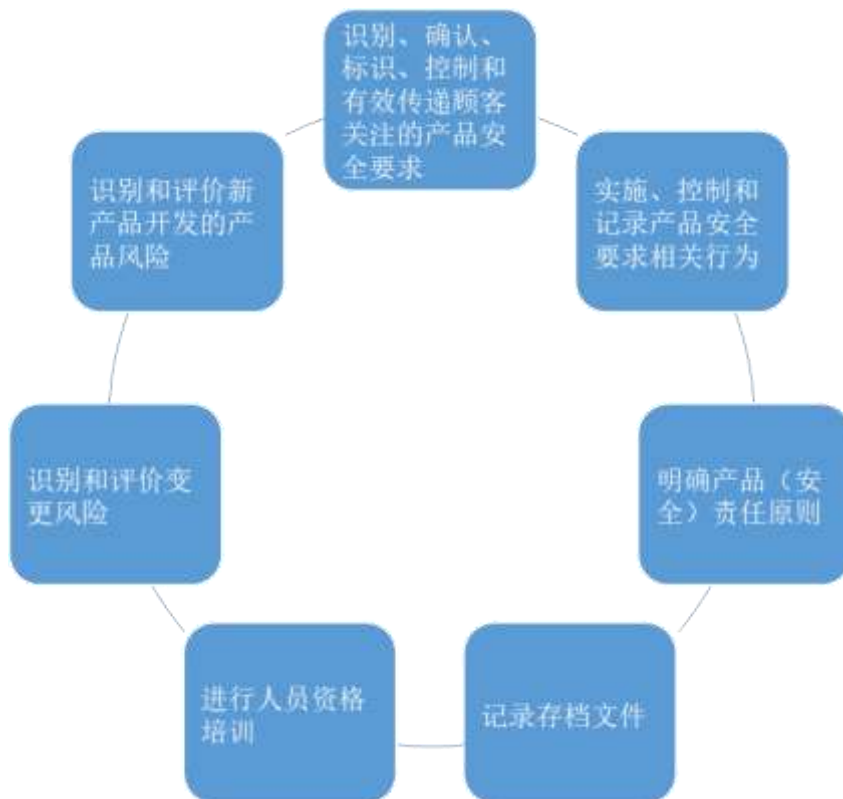 识别、确认、
标识、控制和
有效传递顾客
关注的产品安
全要求
实施、控制和
记录产品安全
要求相关行为
明确产品（安
全）责任原则
记录存档文件
进行人员资格
培训
识别和评价变
更风险
识别和评价新
产品开发的产
品风险